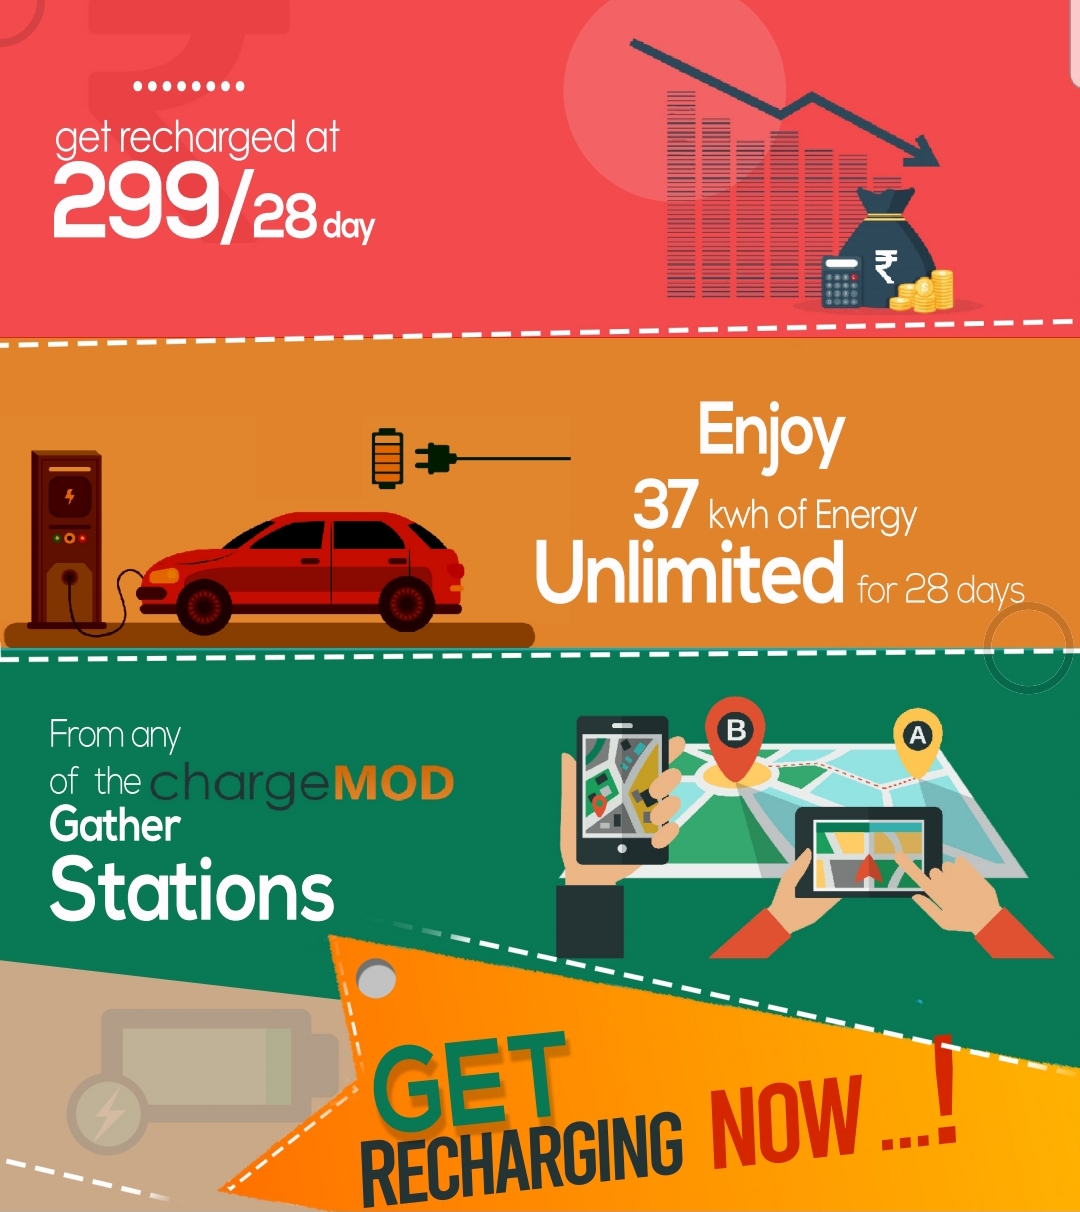 get recharged at
299/28 day
₹
Enjoy
37 kwh of Energy
Unlimited for 28 days
From any
of the chargeMOD
Gather
Stations
B
A
GET
RECHARGING NOW ...!